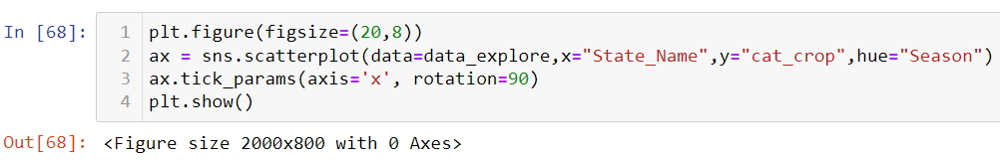 In [68]: 1 plt.figure(figsize=(20,8))
2 ax = sns.scatterplot(data=data_explore,x="State_Name",y="cat_crop",hue="Season")
3 ax.tick_params(axis='x', rotation=90)
4 plt.show()
Out[68]: <Figure size 2000x800 with 0 Axes>